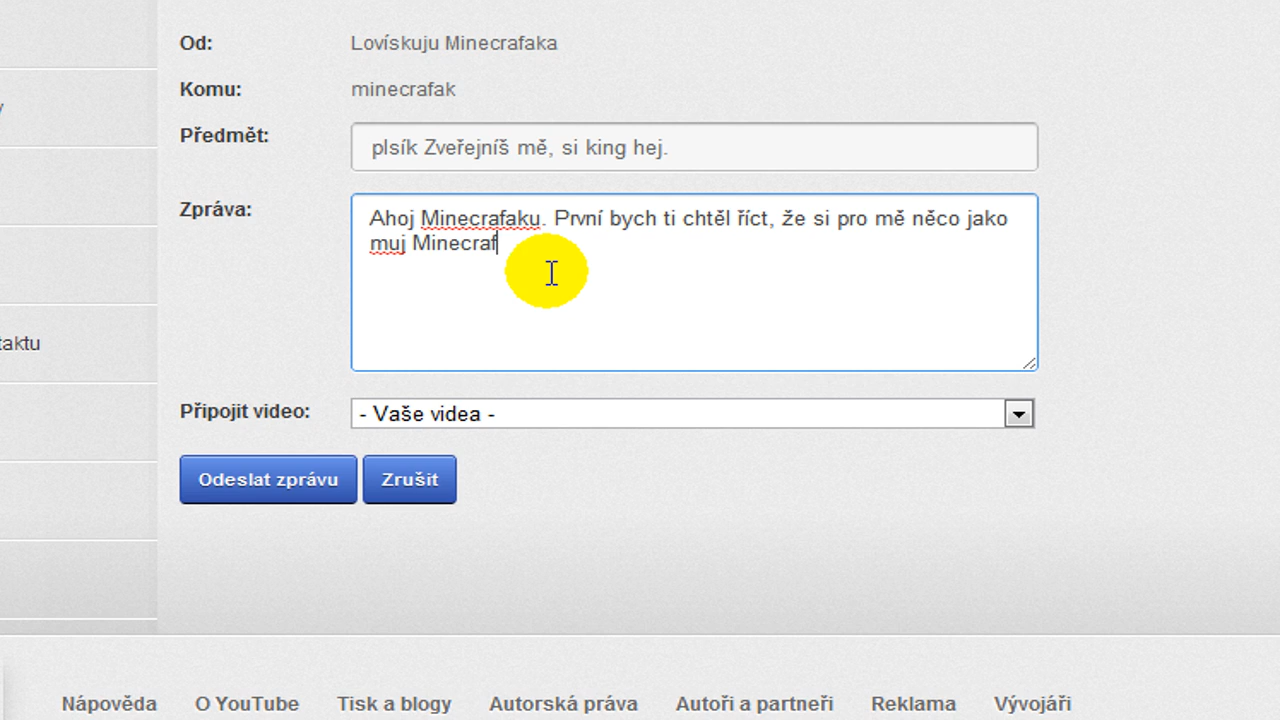 Od: Lovískuju Minecrafaka
Komu: minecrafak
Předmět: plsík Zveřejníš mě, si king hej.
Zpráva: Ahoj Minecrafaku. První bych ti chtěl říct, že si pro mě něco jako
muj Minecraf
taktu
Připojit video: - Vaše videa -
Odeslat zprávu Zrušit
Nápověda O YouTube Tisk a blogy Autorská práva Autoři a partneři Reklama Vývojáři